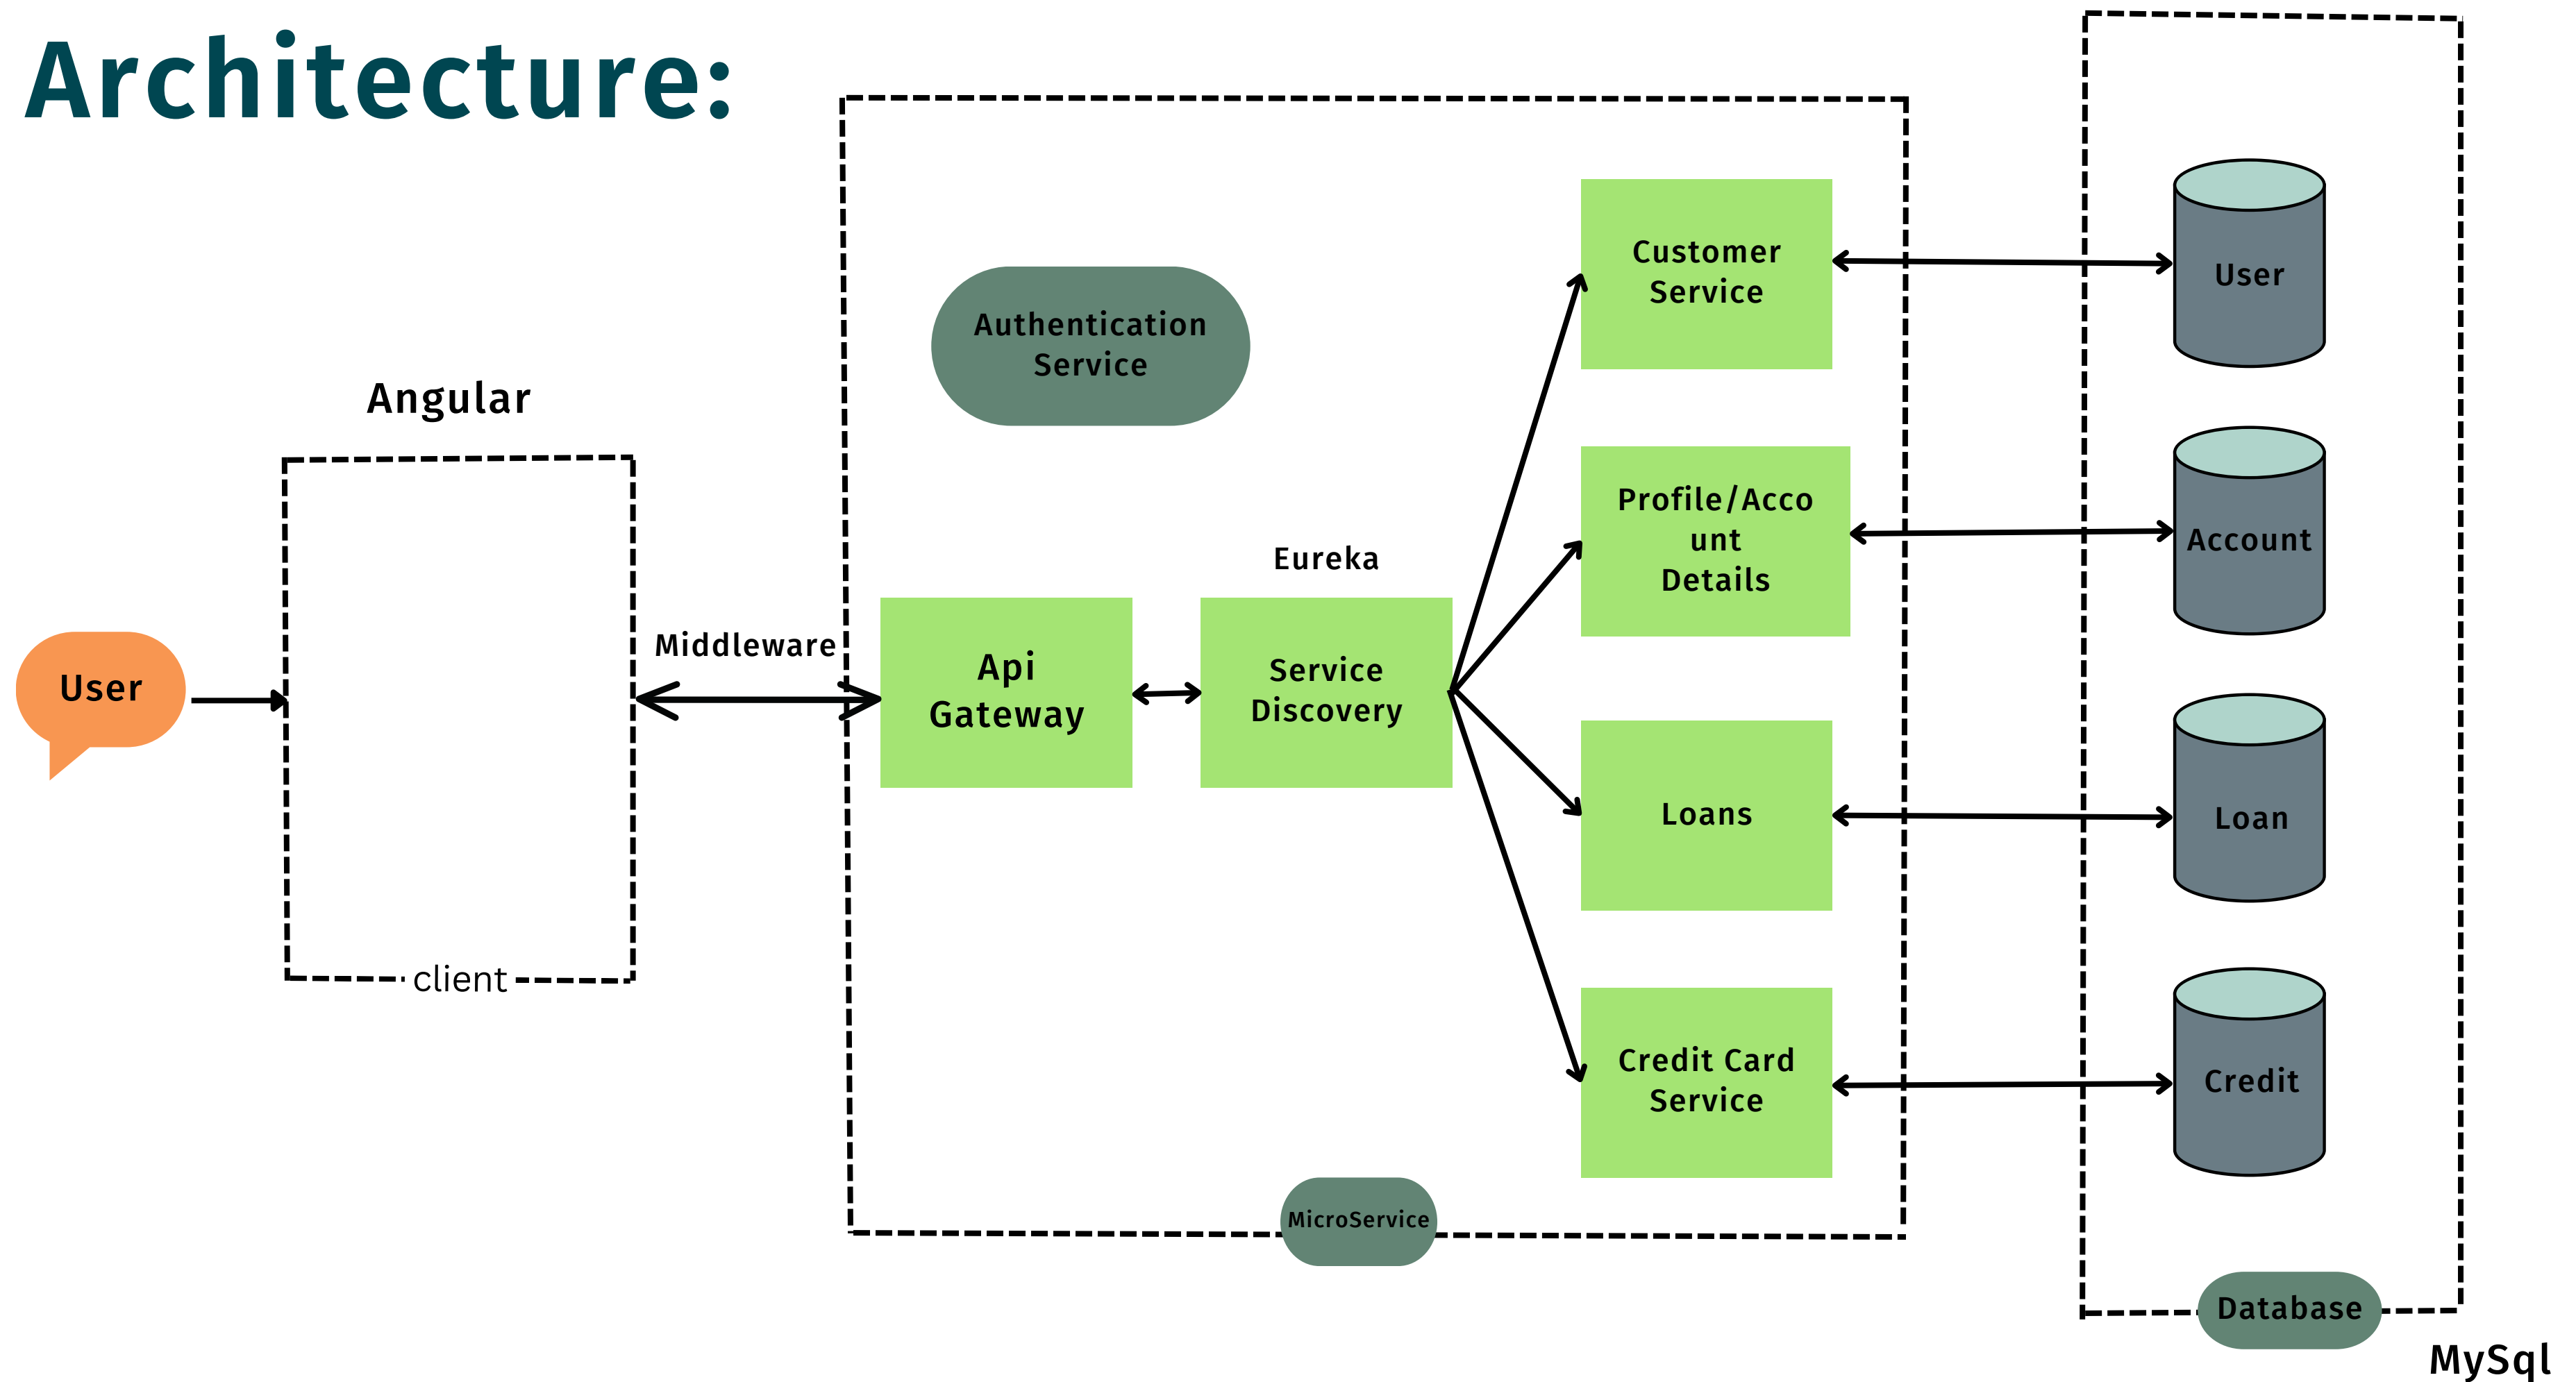 Architecture:
User
Angular
client
Middleware
Authentication
Service
Api
Gateway
Eureka
Service
Discovery
Customer
Service
Profile/Acco
unt
Details
Loans
Credit Card
Service
MicroService
User
Account
Loan
Credit
Database
MySql